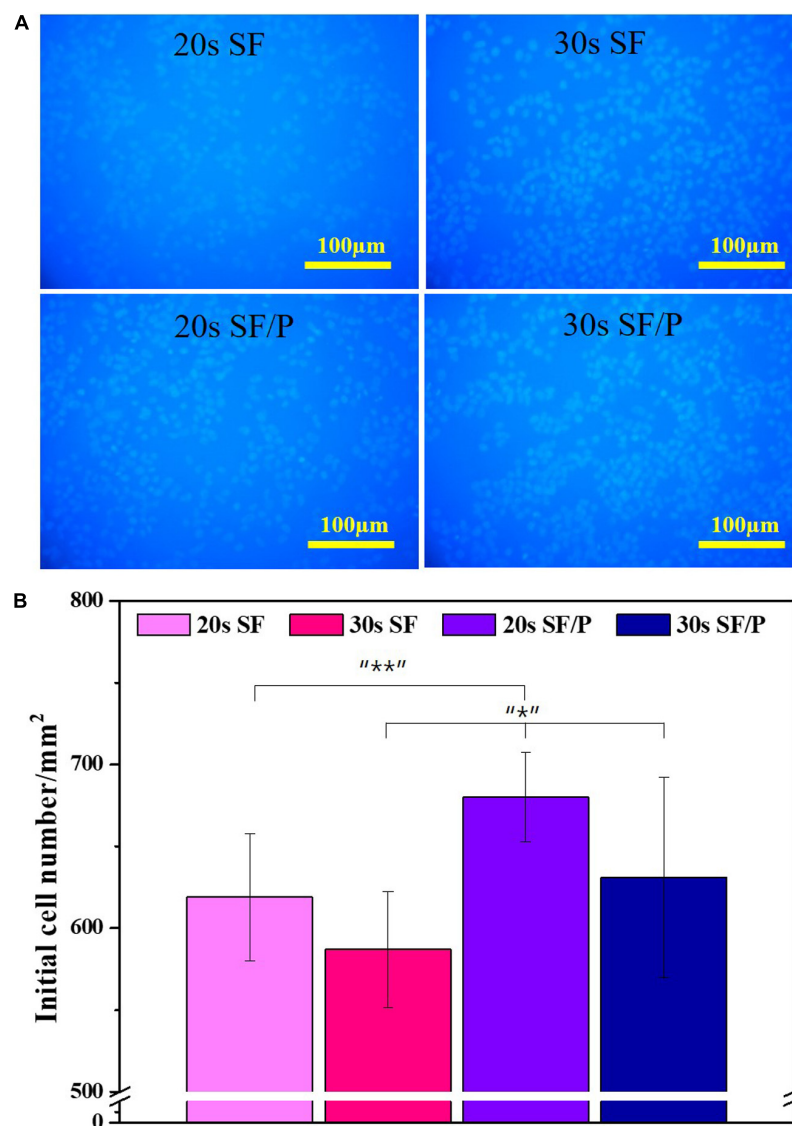 A
20s SF
30s SF
100µm
100µm
20s SF/P
30s SF/P
100µm
100µm
B
800
20s SF
30s SF
20s SF/P
30s SF/P
"**"
"*"
700
600
500
0
Initial cell number/mm²